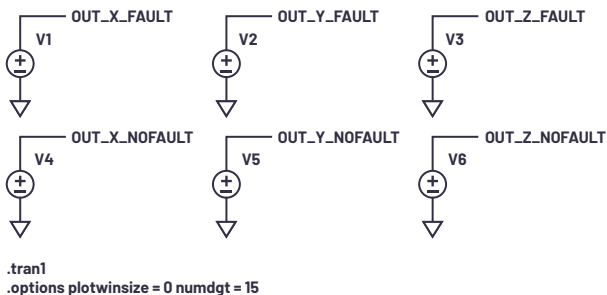 OUT_X_FAULT OUT_Y_FAULT OUT_Z_FAULT
V1 V2 V3
OUT_X_NOFAULT OUT_Y_NOFAULT OUT_Z_NOFAULT
V4 V5 V6
.tran1
.options plotwinsize = 0 numdgt = 15